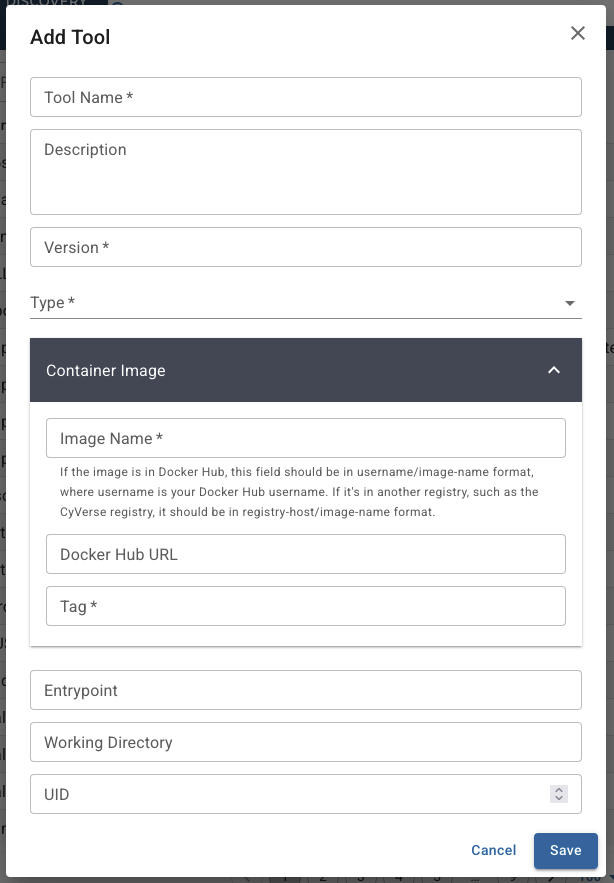 DISCOVERY
Add Tool
Tool Name *
Description
Version *
Type *
Container Image
Image Name *
If the image is in Docker Hub, this field should be in username/image-name format,
where username is your Docker Hub username. If it's in another registry, such as the
CyVerse registry, it should be in registry-host/image-name format.
Docker Hub URL
Tag *
Entrypoint
Working Directory
UID
Cancel
Save